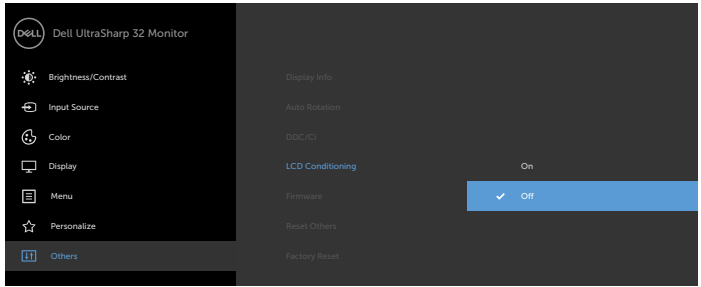 DELL Dell UltraSharp 32 Monitor
Brightness/Contrast Display Info
Input Source Auto Rotation
Color DDC/CI
Display LCD Conditioning On
Menu Firmware Off
Personalize Reset Others
Others Factory Reset